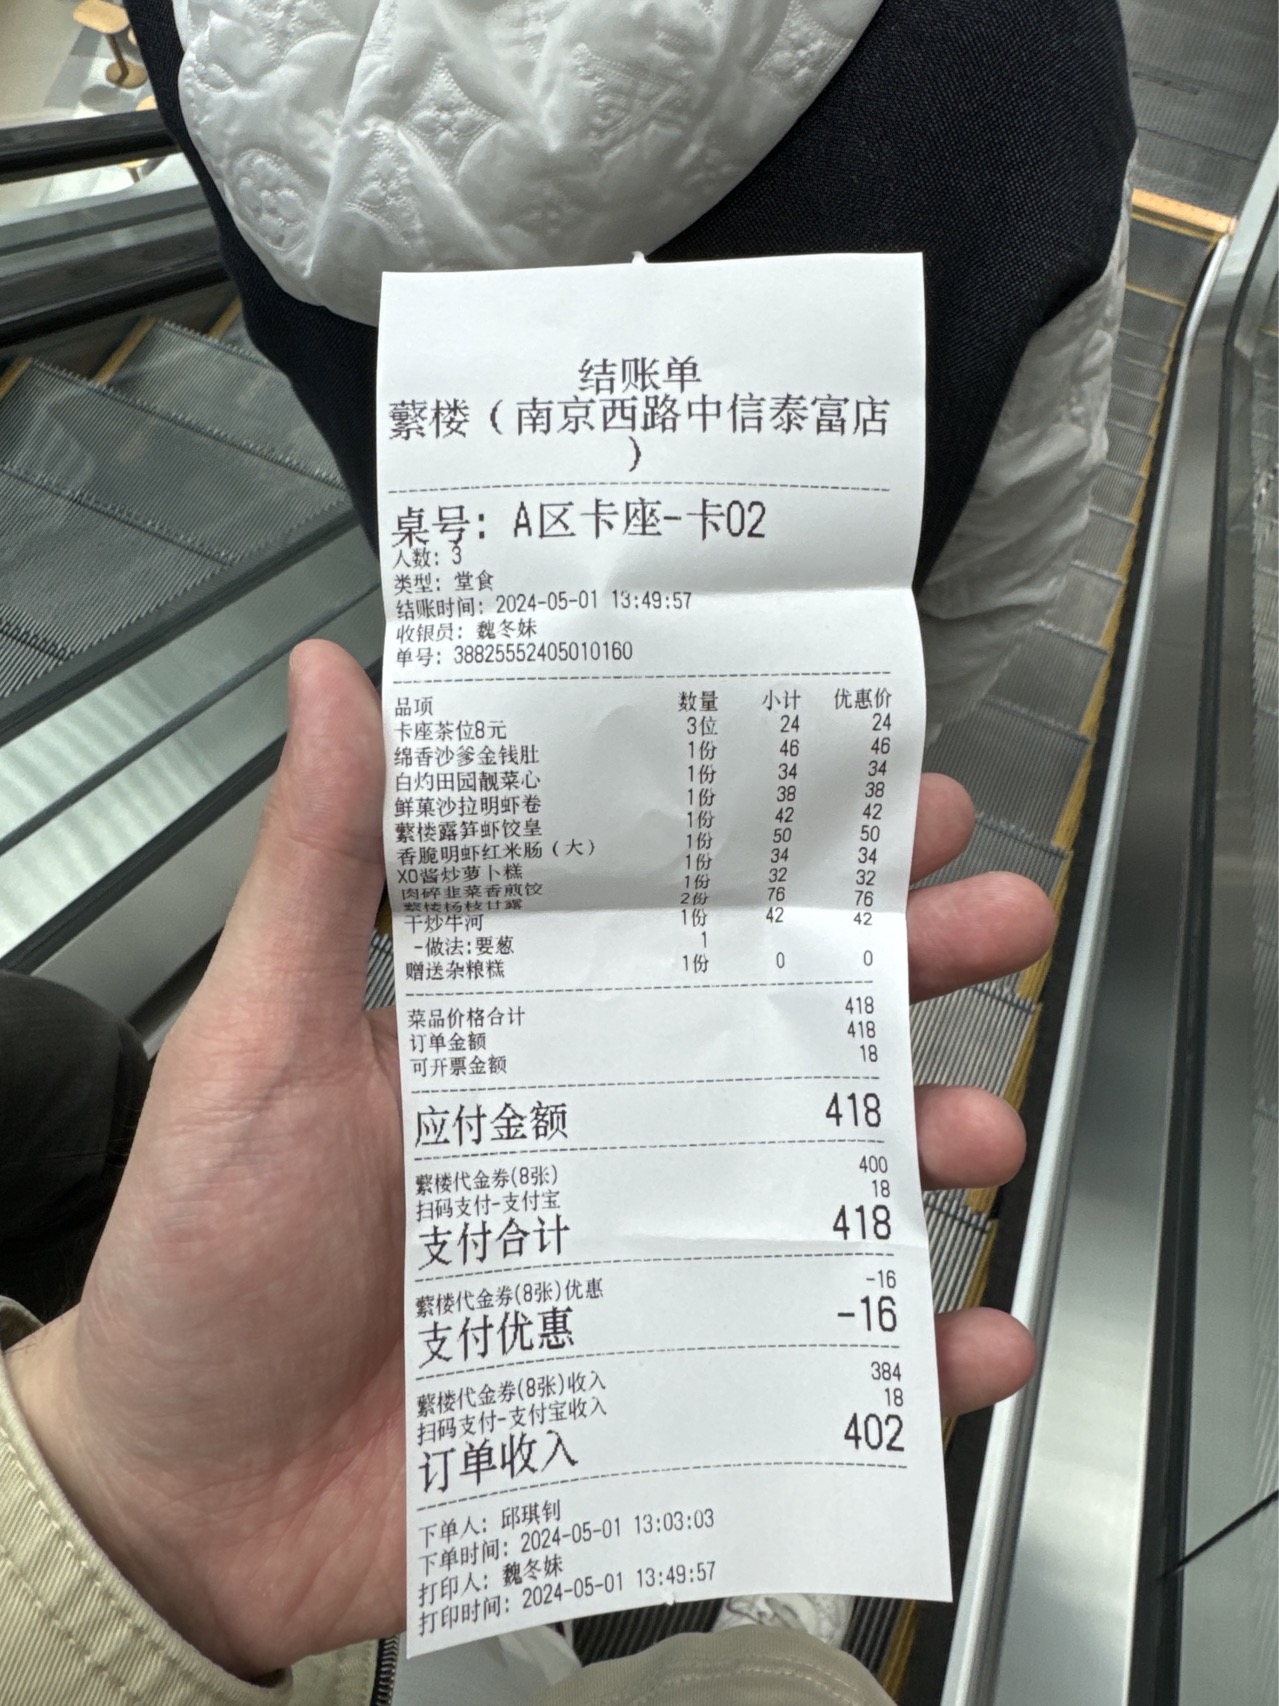 结账单
蘩楼（南京西路中信泰富店
）
桌号：A区卡座-卡02
人数：3
类型：堂食
结账时间：2024-05-01 13:49:57
收银员：魏冬妹
单号：38825552405010160
品项 数量 小计 优惠价
卡座茶位8元 3位 24 24
绵香沙爹金钱肚 1份 46 46
白灼田园靓菜心 1份 34 34
鲜菓沙拉明虾卷 1份 38 38
蘩楼露笋虾饺皇 1份 42 42
香脆明虾红米肠（大） 1份 50 50
XO酱炒萝卜糕 1份 34 34
肉碎韭菜香煎饺 1份 32 32
蘩楼杨枝甘露 2份 76 76
干炒牛河 1份 42 42
-做法:要葱 1
赠送杂粮糕 1份 0 0
菜品价格合计 418
订单金额 418
可开票金额 18
应付金额 418
蘩楼代金券(8张) 400
扫码支付-支付宝 18
支付合计 418
蘩楼代金券(8张)优惠 -16
支付优惠 -16
蘩楼代金券(8张)收入 384
扫码支付-支付宝收入 18
订单收入 402
下单人：邱琪钊
下单时间：2024-05-01 13:03:03
打印人：魏冬妹
打印时间：2024-05-01 13:49:57